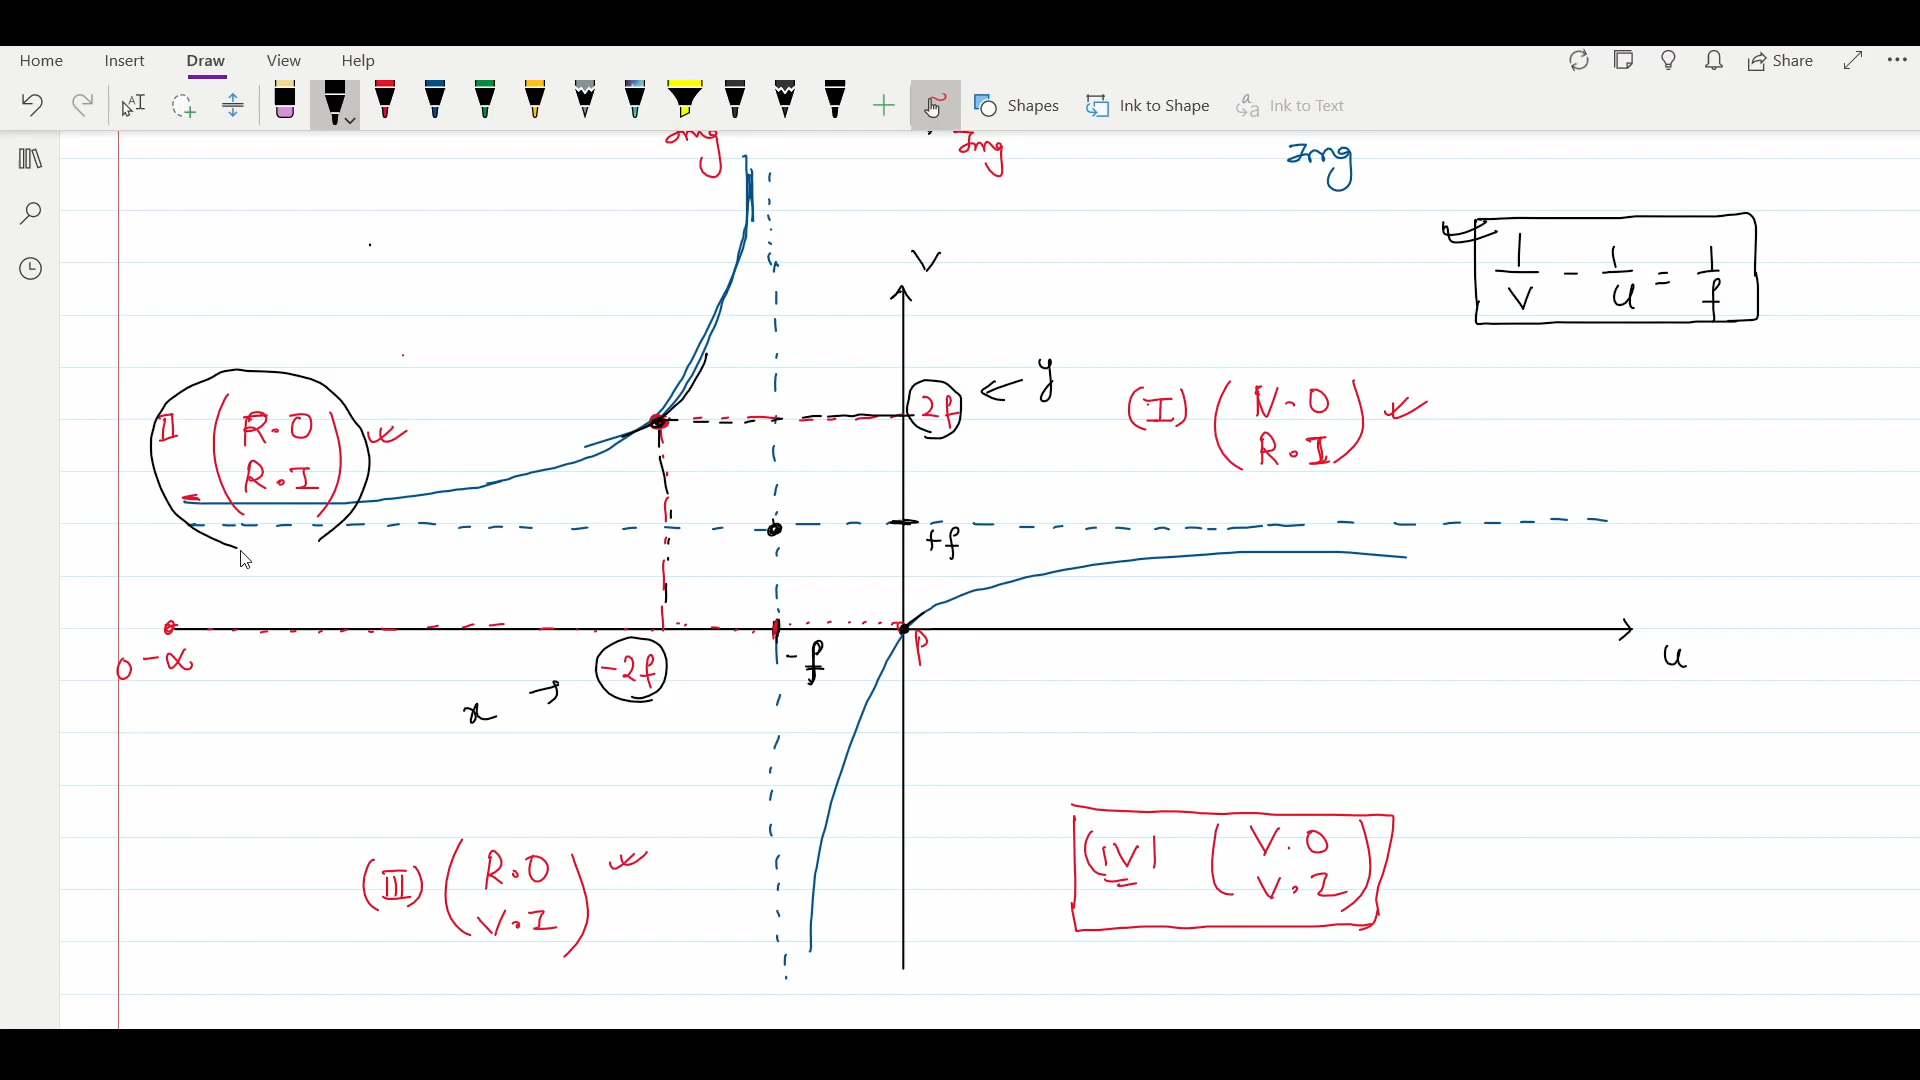 Home Insert Draw View Help Share
Shapes Ink to Shape Ink to Text
Img Img Img
V
1/v - 1/u = 1/f
2f ← y
(I) (V.O
R.I)
II (R.O
R.I)
+f
0 -∝
-2f
-f
P
u
x →
(III) (R.O
V.I)
(IV) (V.O
V.I)